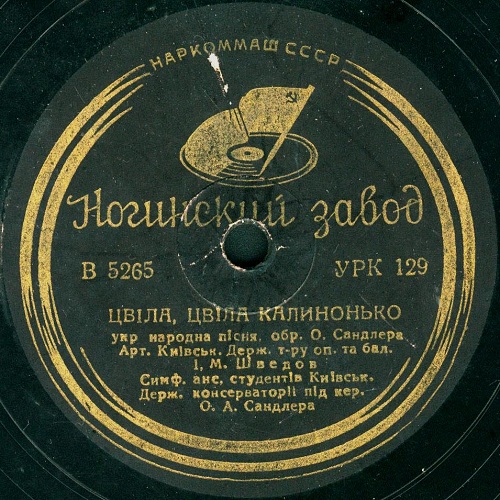 НАРКОММАШ СССР
Ногинский завод
В 5265 УРК 129
ЦВІЛА, ЦВІЛА КАЛИНОНЬКО
укр народна пісня, обр. О. Сандлера
Арт. Київськ. Держ. т-ру оп. та бал.
І. М. Шведов
Симф. анс. студентів Київськ.
Держ. консерваторії під кер.
О. А. Сандлера